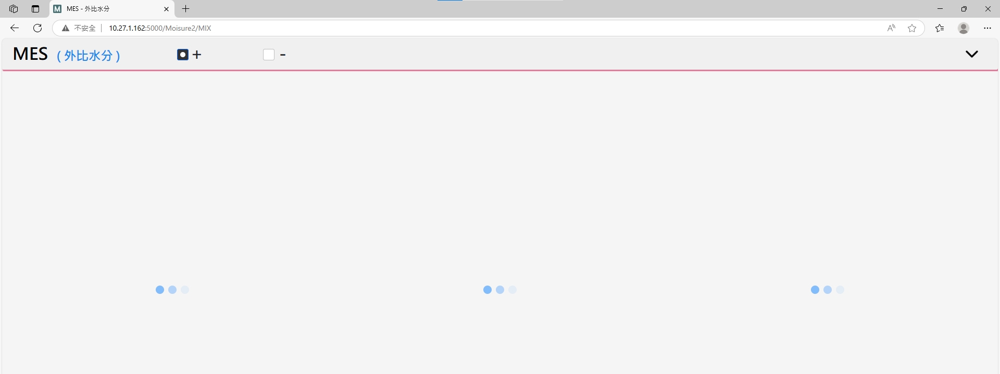 MES - 外比水分
不安全 10.27.1.162:5000/Moisure2/MIX
MES ( 外比水分 ) + -